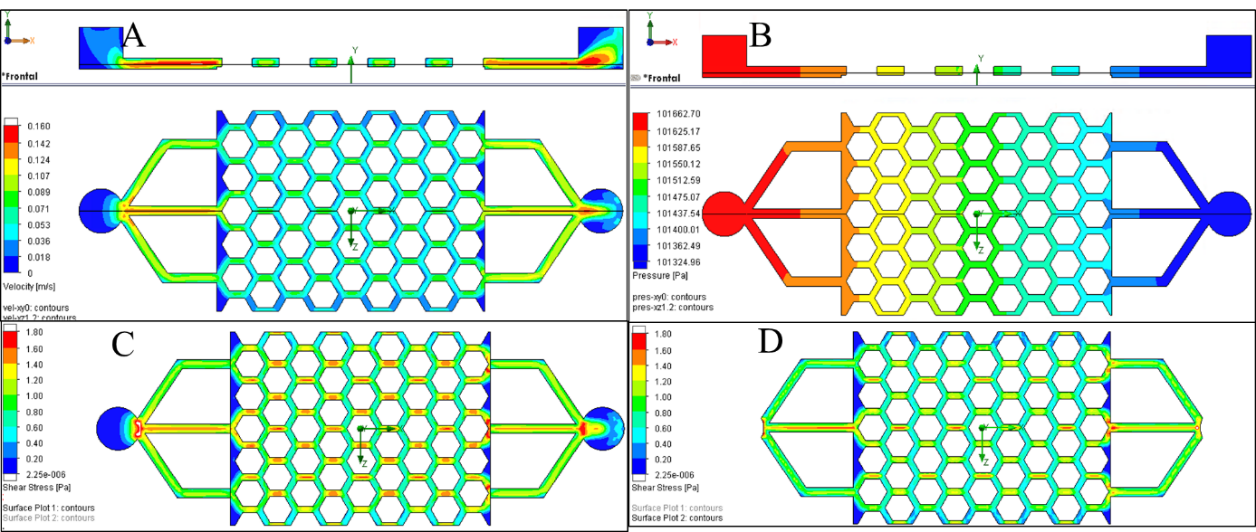 A
Y
X
*Frontal
Y
0.160
0.142
0.124
0.107
0.089
0.071
0.053
0.036
0.018
0
Velocity [m/s]
vel-xy0: contours
vel-xz1.2: contours
Y
Z
B
Y
X
*Frontal
Y
101662.70
101625.17
101587.65
101550.12
101512.59
101475.07
101437.54
101400.01
101362.49
101324.96
Pressure [Pa]
pres-xy0: contours
pres-xz1.2: contours
Z
C
1.80
1.60
1.40
1.20
1.00
0.80
0.60
0.40
0.20
2.25e-006
Shear Stress [Pa]
Surface Plot 1: contours
Surface Plot 2: contours
Y
Z
D
1.80
1.60
1.40
1.20
1.00
0.80
0.60
0.40
0.20
2.25e-006
Shear Stress [Pa]
Surface Plot 1: contours
Surface Plot 2: contours
Z